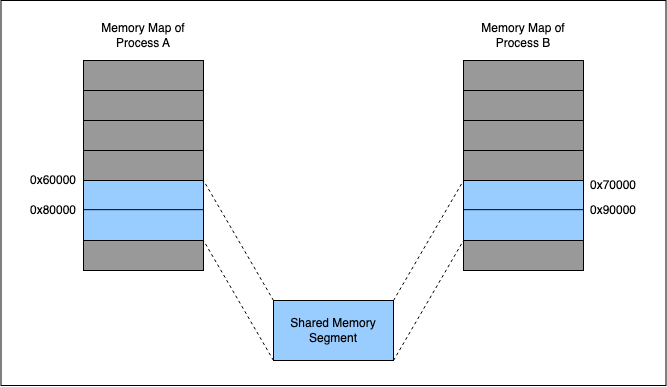 Memory Map of
Process A
Memory Map of
Process B
0x60000
0x70000
0x80000
0x90000
Shared Memory
Segment